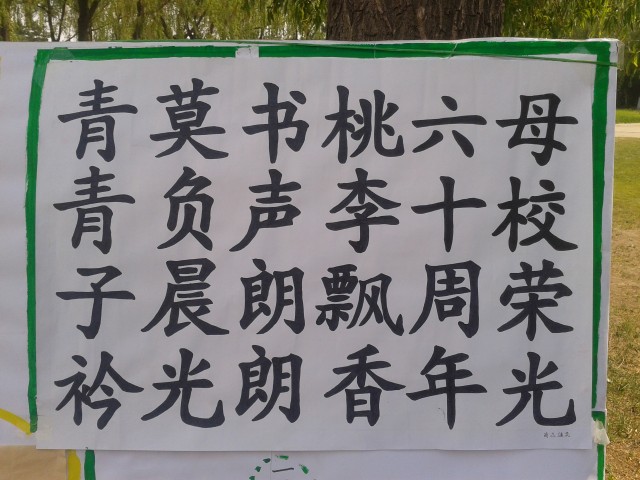 母校荣光
六十周年
桃李飘香
书声朗朗
莫负晨光
青青子衿